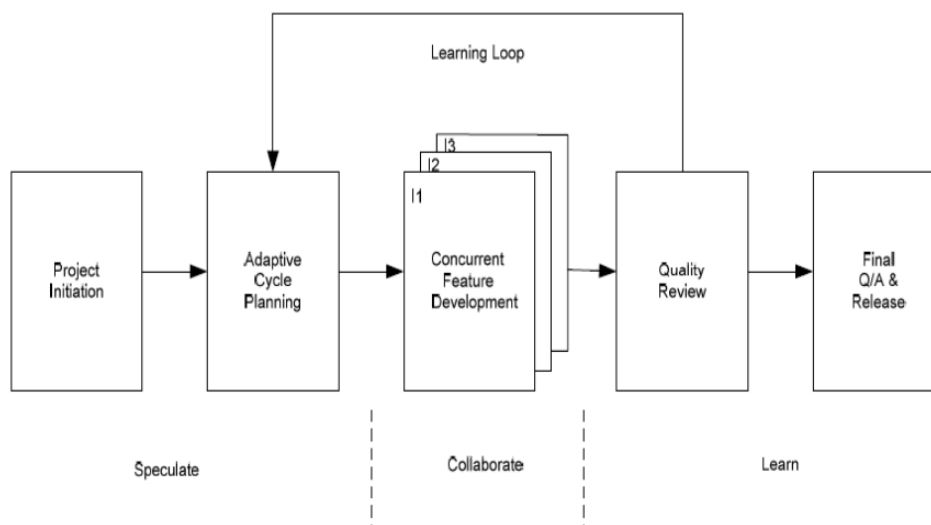 Learning Loop
I3
I2
I1
Project
Initiation
Adaptive
Cycle
Planning
Concurrent
Feature
Development
Quality
Review
Final
Q/A &
Release
Speculate
Collaborate
Learn